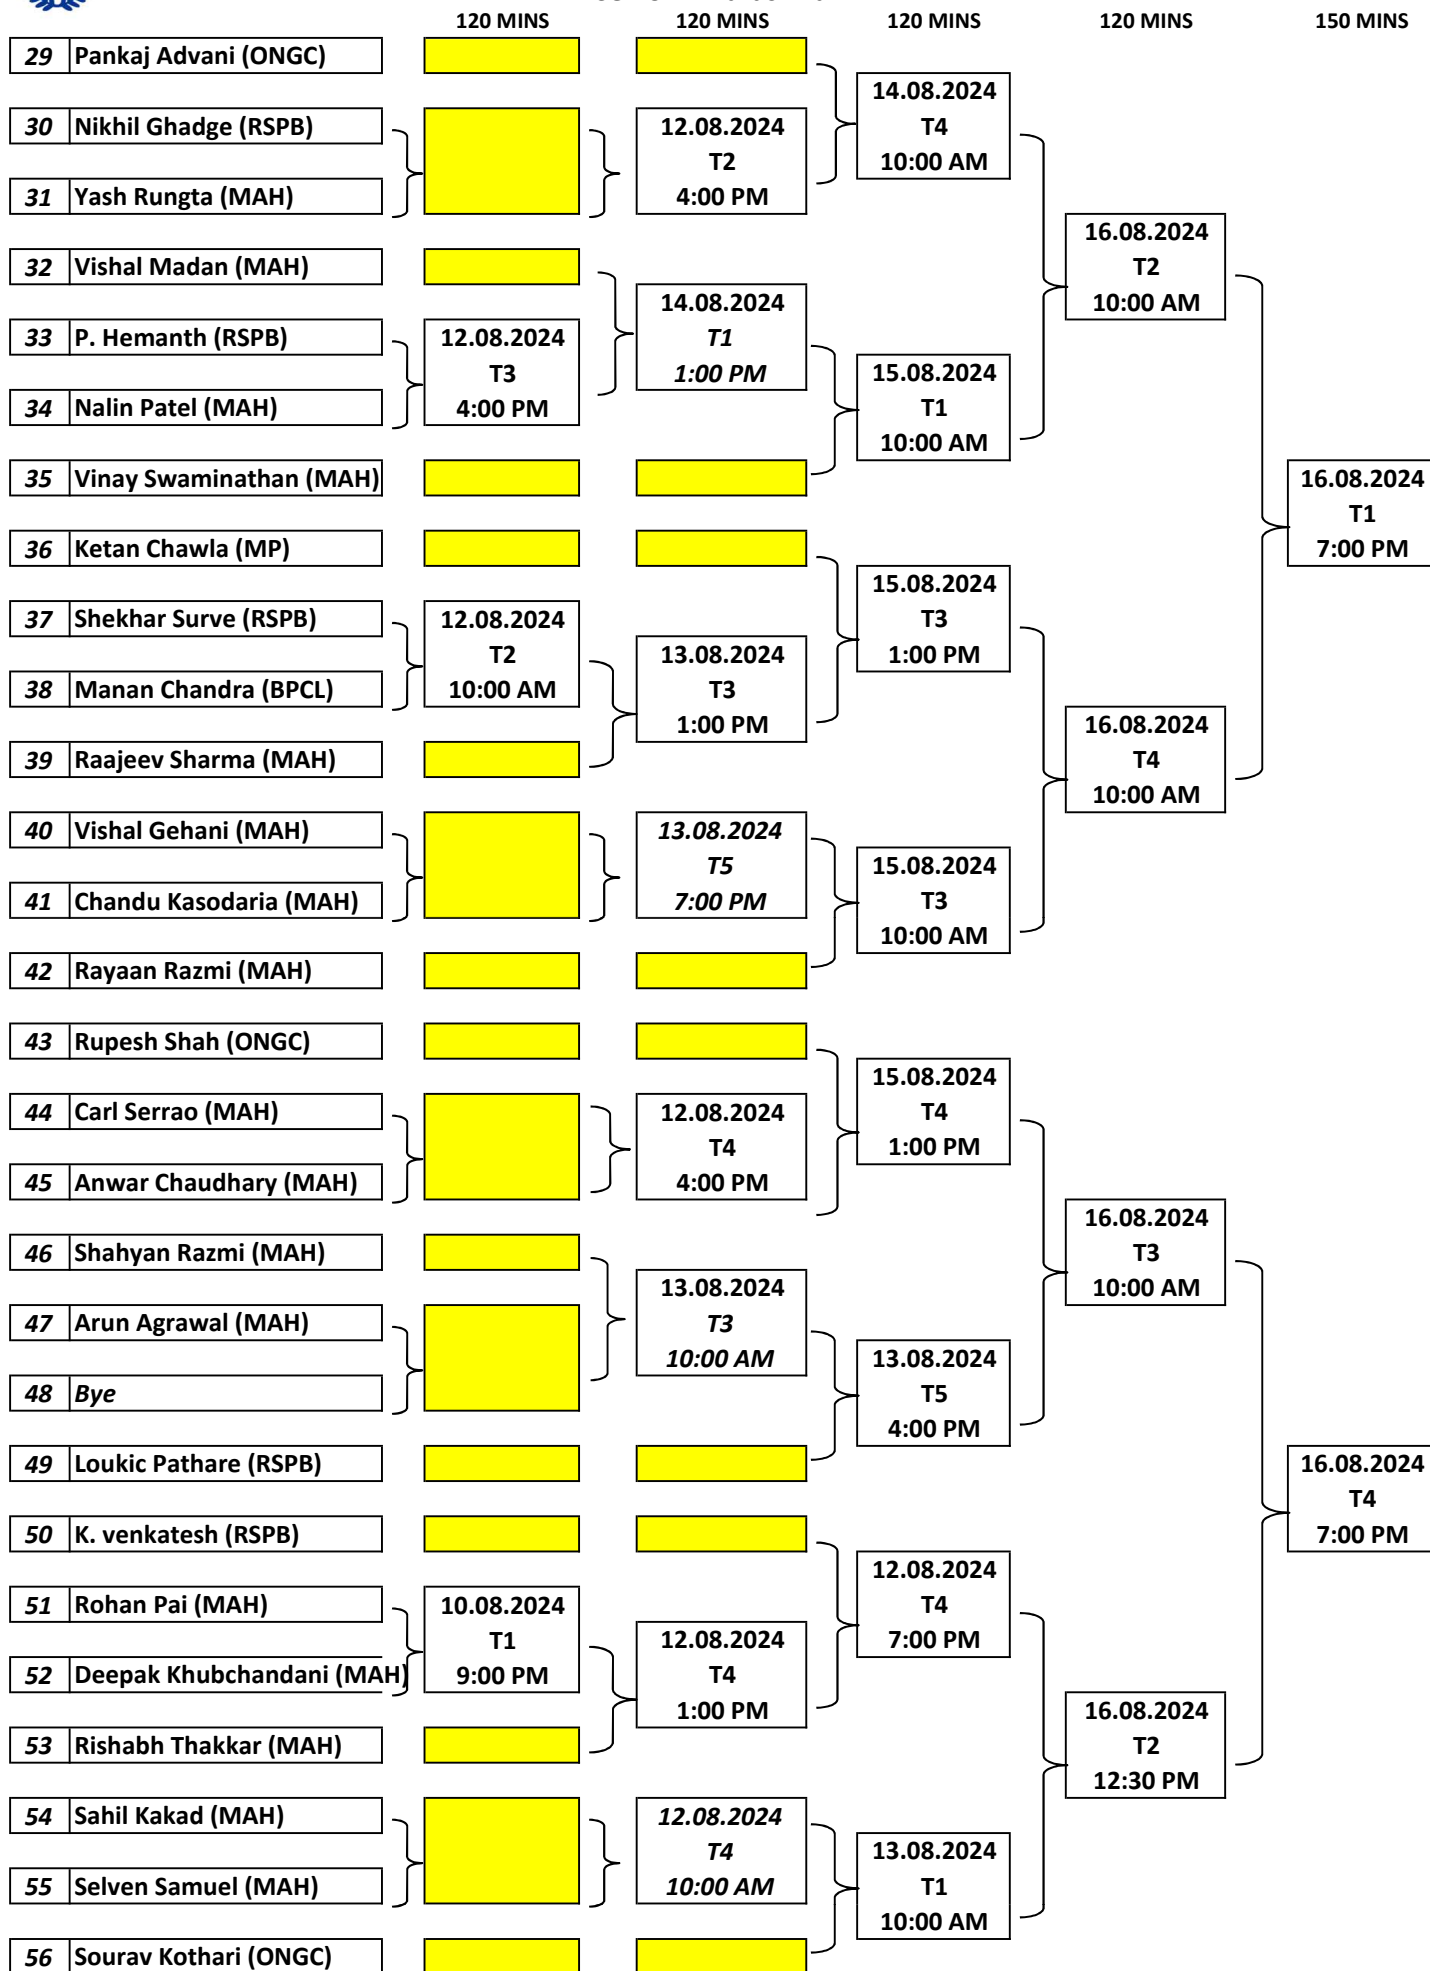 120 MINS 120 MINS 120 MINS 120 MINS 150 MINS
29 Pankaj Advani (ONGC)
14.08.2024
30 Nikhil Ghadge (RSPB) 12.08.2024 T4
T2 10:00 AM
31 Yash Rungta (MAH) 4:00 PM
16.08.2024
32 Vishal Madan (MAH) T2
14.08.2024 10:00 AM
33 P. Hemanth (RSPB) 12.08.2024 T1
T3 1:00 PM 15.08.2024
34 Nalin Patel (MAH) 4:00 PM T1
10:00 AM
35 Vinay Swaminathan (MAH) 16.08.2024
T1
36 Ketan Chawla (MP) 7:00 PM
15.08.2024
37 Shekhar Surve (RSPB) 12.08.2024 T3
T2 13.08.2024 1:00 PM
38 Manan Chandra (BPCL) 10:00 AM T3
1:00 PM 16.08.2024
39 Raajeev Sharma (MAH) T4
10:00 AM
40 Vishal Gehani (MAH) 13.08.2024
T5 15.08.2024
41 Chandu Kasodaria (MAH) 7:00 PM T3
10:00 AM
42 Rayaan Razmi (MAH)
43 Rupesh Shah (ONGC)
15.08.2024
44 Carl Serrao (MAH) 12.08.2024 T4
T4 1:00 PM
45 Anwar Chaudhary (MAH) 4:00 PM
16.08.2024
46 Shahyan Razmi (MAH) T3
13.08.2024 10:00 AM
47 Arun Agrawal (MAH) T3
10:00 AM 13.08.2024
48 Bye T5
4:00 PM
49 Loukic Pathare (RSPB) 16.08.2024
T4
50 K. venkatesh (RSPB) 7:00 PM
12.08.2024
51 Rohan Pai (MAH) 10.08.2024 T4
T1 12.08.2024 7:00 PM
52 Deepak Khubchandani (MAH) 9:00 PM T4
1:00 PM 16.08.2024
53 Rishabh Thakkar (MAH) T2
12:30 PM
54 Sahil Kakad (MAH) 12.08.2024
T4 13.08.2024
55 Selven Samuel (MAH) 10:00 AM T1
10:00 AM
56 Sourav Kothari (ONGC)